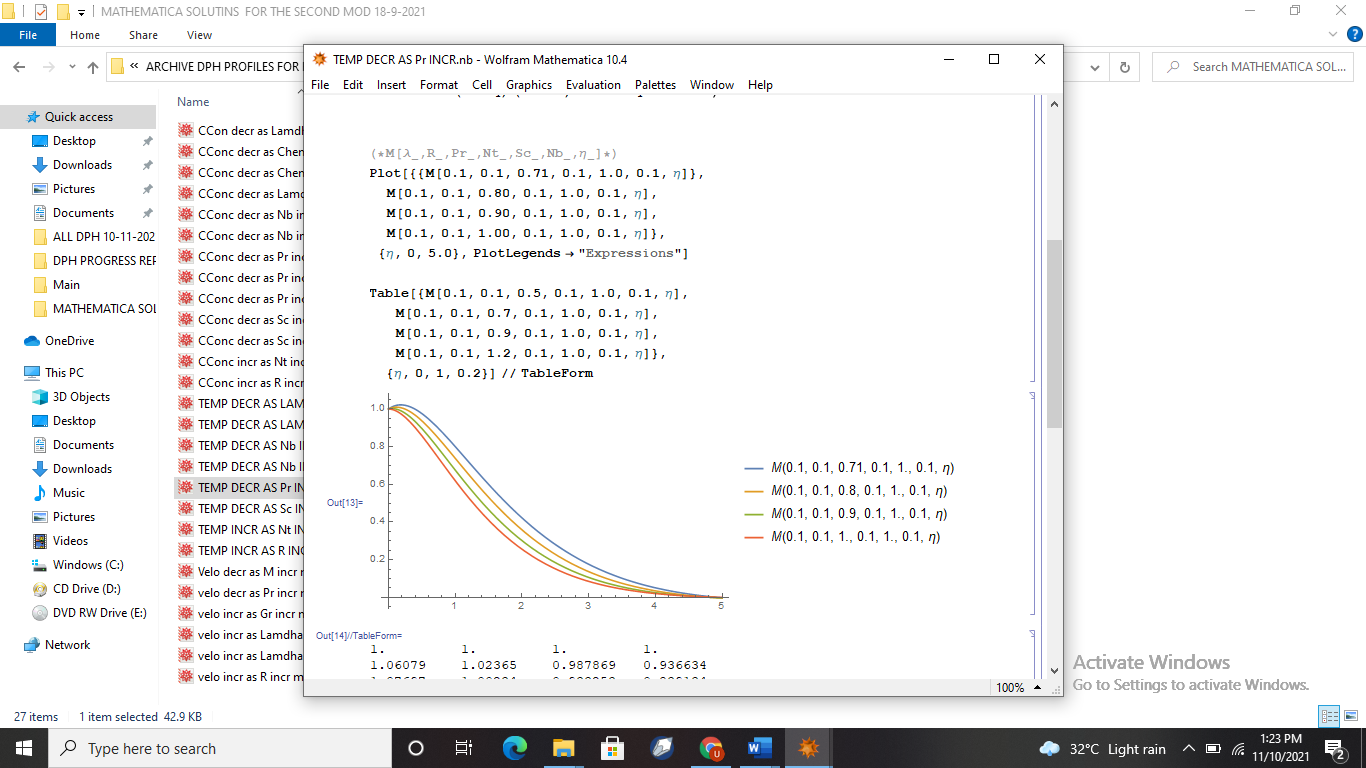 MATHEMATICA SOLUTINS FOR THE SECOND MOD 18-9-2021
File Home Share View
« ARCHIVE DPH PROFILES FOR
Search MATHEMATICA SOL...
Quick access
Desktop
Downloads
Pictures
Documents
ALL DPH 10-11-202
DPH PROGRESS REP
Main
MATHEMATICA SOL
OneDrive
This PC
3D Objects
Desktop
Documents
Downloads
Music
Pictures
Videos
Windows (C:)
CD Drive (D:)
DVD RW Drive (E:)
Network
Name
CCon decr as Lamdh
CConc decr as Chem
CConc decr as Chem
CConc decr as Lamd
CConc decr as Nb in
CConc decr as Nb in
CConc decr as Pr inc
CConc decr as Pr inc
CConc decr as Pr inc
CConc decr as Sc inc
CConc decr as Sc inc
CConc incr as Nt inc
CConc incr as R incr
TEMP DECR AS LAM
TEMP DECR AS LAM
TEMP DECR AS Nb I
TEMP DECR AS Nb I
TEMP DECR AS Pr IN
TEMP DECR AS Sc IN
TEMP INCR AS Nt IN
TEMP INCR AS R INC
Velo decr as M incr r
velo decr as Pr incr r
velo incr as Gr incr n
velo incr as Lamdha
velo incr as Lamdha
velo incr as R incr m
TEMP DECR AS Pr INCR.nb - Wolfram Mathematica 10.4
File Edit Insert Format Cell Graphics Evaluation Palettes Window Help
(*M[λ_,R_,Pr_,Nt_,Sc_,Nb_,η_]*)
Plot[{{M[0.1, 0.1, 0.71, 0.1, 1.0, 0.1, η]},
M[0.1, 0.1, 0.80, 0.1, 1.0, 0.1, η],
M[0.1, 0.1, 0.90, 0.1, 1.0, 0.1, η],
M[0.1, 0.1, 1.00, 0.1, 1.0, 0.1, η]},
{η, 0, 5.0}, PlotLegends → "Expressions"]
Table[{M[0.1, 0.1, 0.5, 0.1, 1.0, 0.1, η],
M[0.1, 0.1, 0.7, 0.1, 1.0, 0.1, η],
M[0.1, 0.1, 0.9, 0.1, 1.0, 0.1, η],
M[0.1, 0.1, 1.2, 0.1, 1.0, 0.1, η]},
{η, 0, 1, 0.2}] // TableForm
Out[13]=
1.0
0.8
0.6
0.4
0.2
1 2 3 4 5
M(0.1, 0.1, 0.71, 0.1, 1., 0.1, η)
M(0.1, 0.1, 0.8, 0.1, 1., 0.1, η)
M(0.1, 0.1, 0.9, 0.1, 1., 0.1, η)
M(0.1, 0.1, 1., 0.1, 1., 0.1, η)
Out[14]//TableForm=
1. 1. 1. 1.
1.06079 1.02365 0.987869 0.936634
100%
Activate Windows
Go to Settings to activate Windows.
27 items 1 item selected 42.9 KB
Type here to search
32°C Light rain
1:23 PM
11/10/2021
2